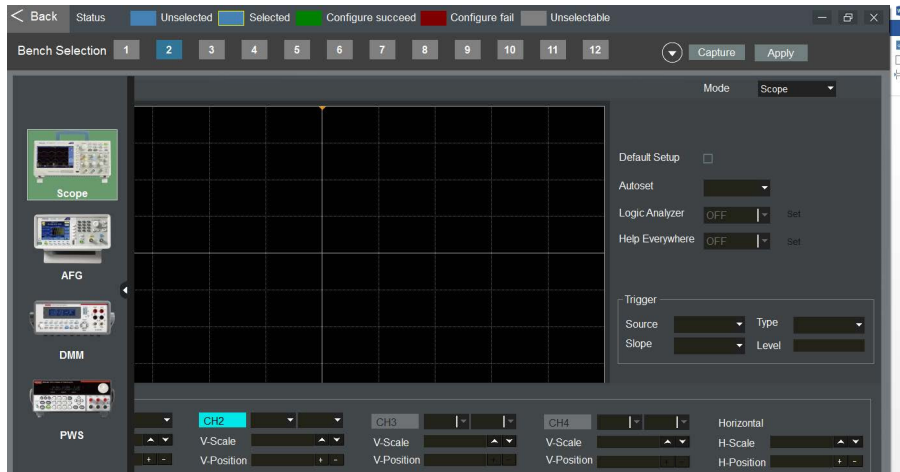 Back Status Unselected Selected Configure succeed Configure fail Unselectable
Bench Selection 1 2 3 4 5 6 7 8 9 10 11 12 Capture Apply
Mode Scope
Scope
AFG
DMM
PWS
Default Setup
Autoset
Logic Analyzer OFF Set
Help Everywhere OFF Set
Trigger
Source Type
Slope Level
CH2 CH3 CH4 Horizontal
V-Scale V-Scale V-Scale H-Scale
+ - V-Position + - V-Position + - V-Position + - H-Position + -